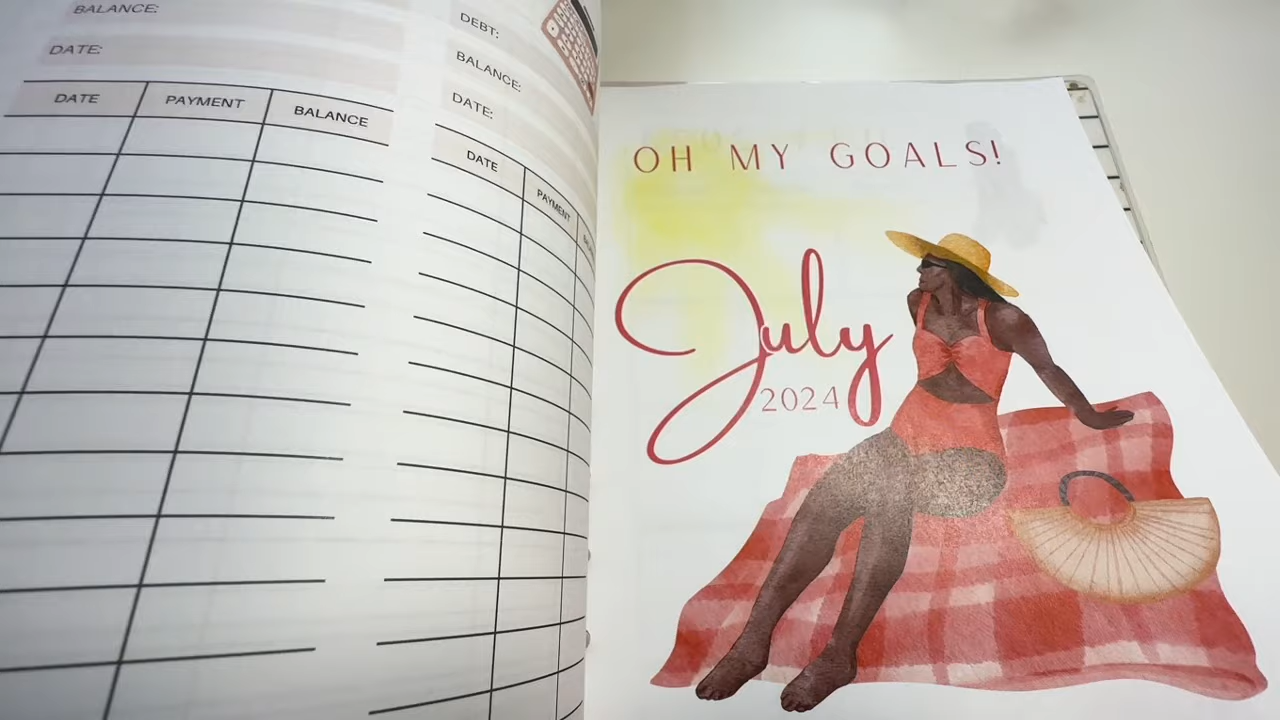 BALANCE:
DATE:
DATE PAYMENT BALANCE
DEBT:
BALANCE:
DATE:
DATE PAYMENT
OH MY GOALS!
July
2024